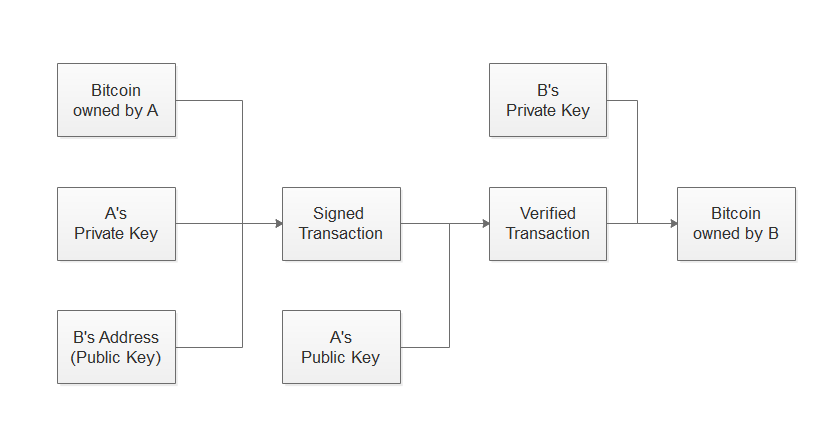 Bitcoin
owned by A
B's
Private Key
A's
Private Key
Signed
Transaction
Verified
Transaction
Bitcoin
owned by B
B's Address
(Public Key)
A's
Public Key